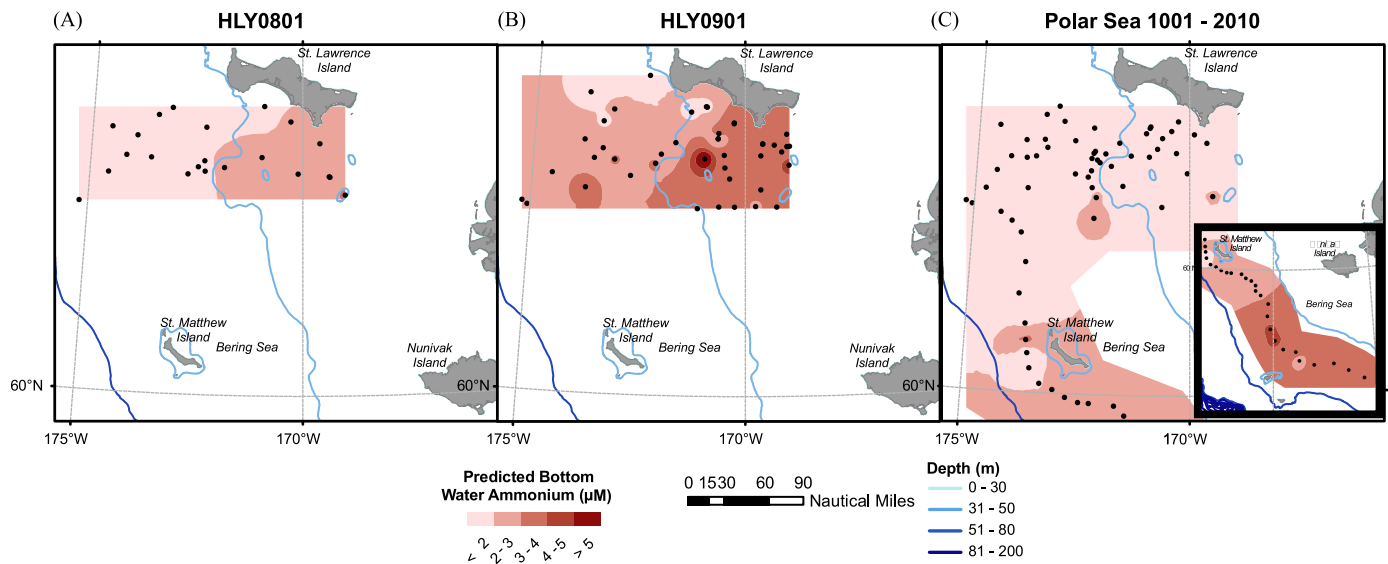 (A)
HLY0801
(B)
HLY0901
(C)
Polar Sea 1001 - 2010
St. Lawrence
Island
St. Lawrence
Island
St. Lawrence
Island
St. Matthew
Island
Bering Sea
Nunivak
Island
60°N
St. Matthew
Island
Bering Sea
Nunivak
Island
60°N
St. Matthew
Island
Bering Sea
St. Matthew
Island
Island
60°N
Bering Sea
175°W
170°W
170°W
175°W
170°W
Predicted Bottom
Water Ammonium (µM)
< 2
2 - 3
3 - 4
4 - 5
> 5
0 15 30 60 90
Nautical Miles
Depth (m)
0 - 30
31 - 50
51 - 80
81 - 200